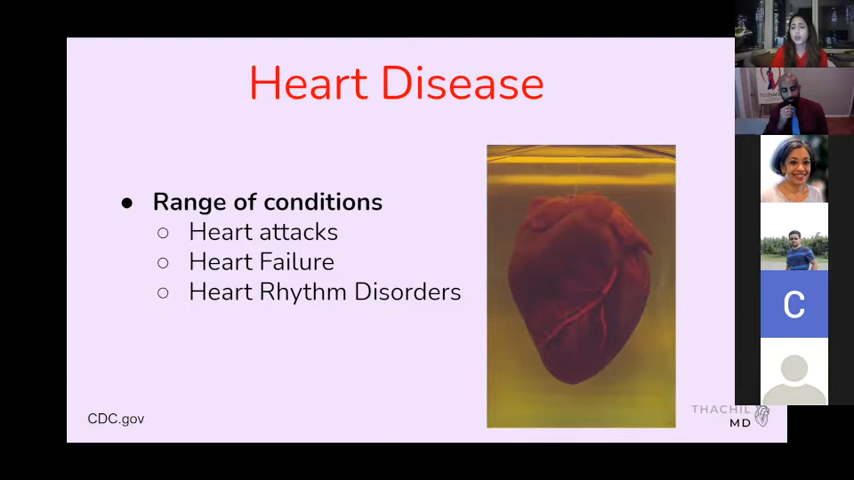 Heart Disease
Range of conditions
Heart attacks
Heart Failure
Heart Rhythm Disorders
CDC.gov
THACHIL
MD
C